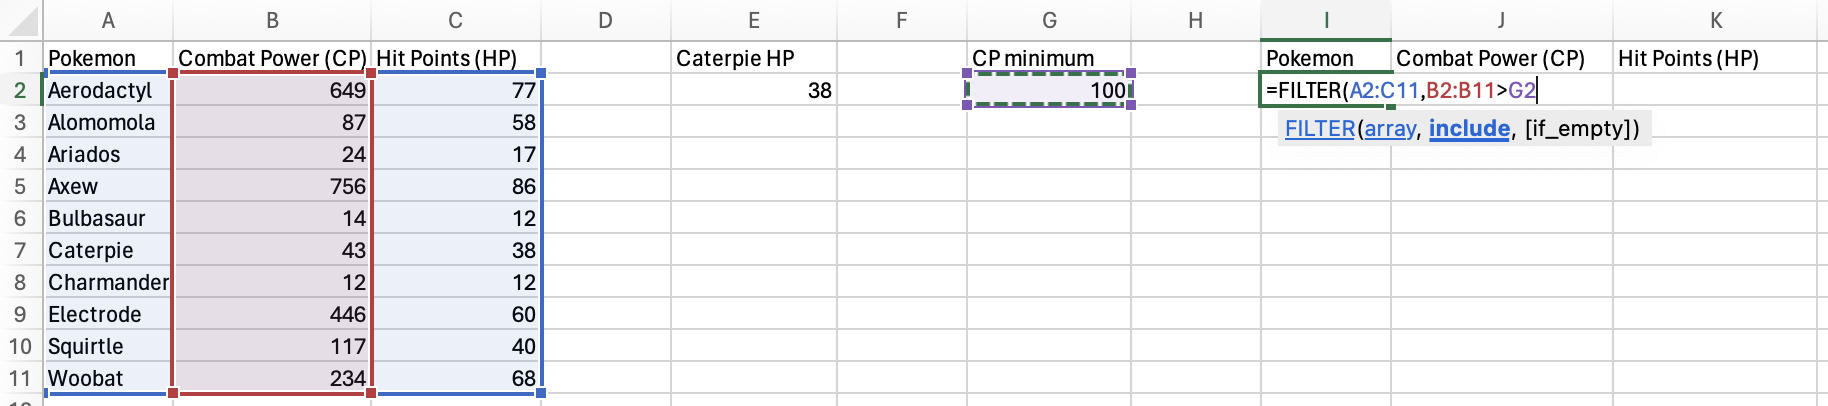 A B C D E F G H I J K
1 Pokemon Combat Power (CP) Hit Points (HP) Caterpie HP CP minimum Pokemon Combat Power (CP) Hit Points (HP)
2 Aerodactyl 649 77 38 100 =FILTER(A2:C11,B2:B11>G2
3 Alomomola 87 58 FILTER(array, include, [if_empty])
4 Ariados 24 17
5 Axew 756 86
6 Bulbasaur 14 12
7 Caterpie 43 38
8 Charmander 12 12
9 Electrode 446 60
10 Squirtle 117 40
11 Woobat 234 68